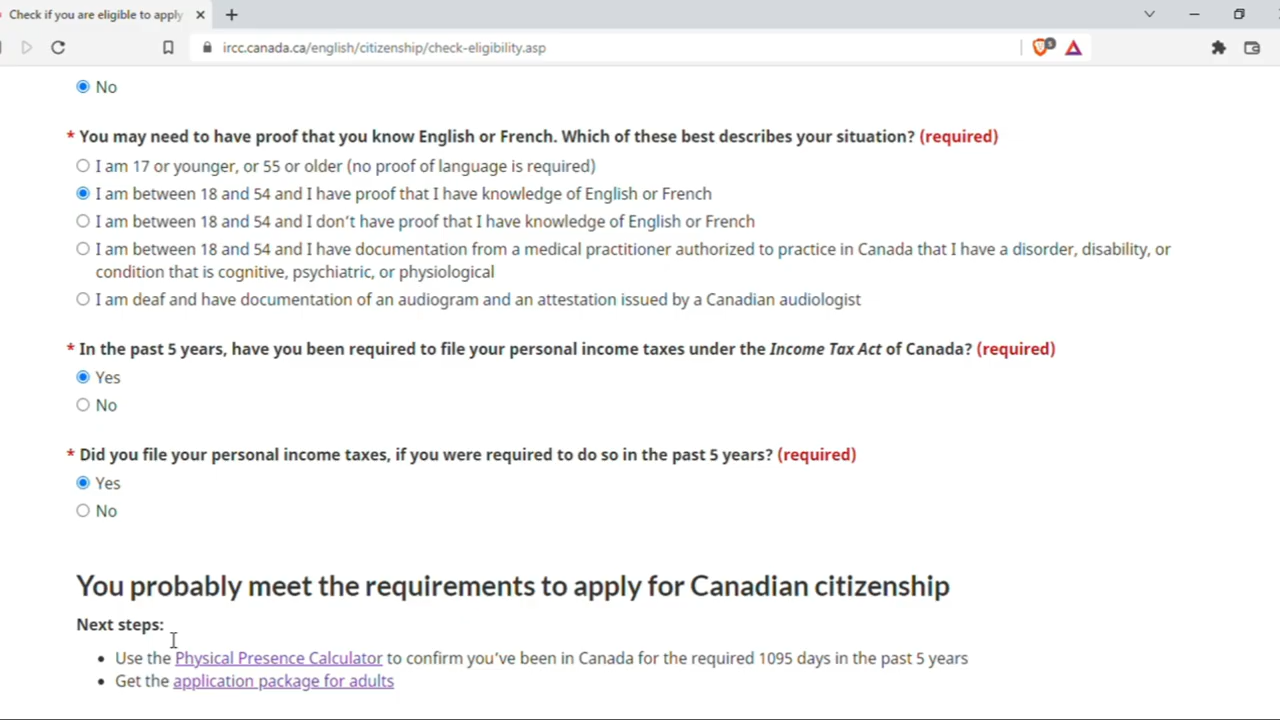 Check if you are eligible to apply
ircc.canada.ca/english/citizenship/check-eligibility.asp
No
* You may need to have proof that you know English or French. Which of these best describes your situation? (required)
I am 17 or younger, or 55 or older (no proof of language is required)
I am between 18 and 54 and I have proof that I have knowledge of English or French
I am between 18 and 54 and I don't have proof that I have knowledge of English or French
I am between 18 and 54 and I have documentation from a medical practitioner authorized to practice in Canada that I have a disorder, disability, or
condition that is cognitive, psychiatric, or physiological
I am deaf and have documentation of an audiogram and an attestation issued by a Canadian audiologist
* In the past 5 years, have you been required to file your personal income taxes under the Income Tax Act of Canada? (required)
Yes
No
* Did you file your personal income taxes, if you were required to do so in the past 5 years? (required)
Yes
No
You probably meet the requirements to apply for Canadian citizenship
Next steps:
• Use the Physical Presence Calculator to confirm you've been in Canada for the required 1095 days in the past 5 years
• Get the application package for adults